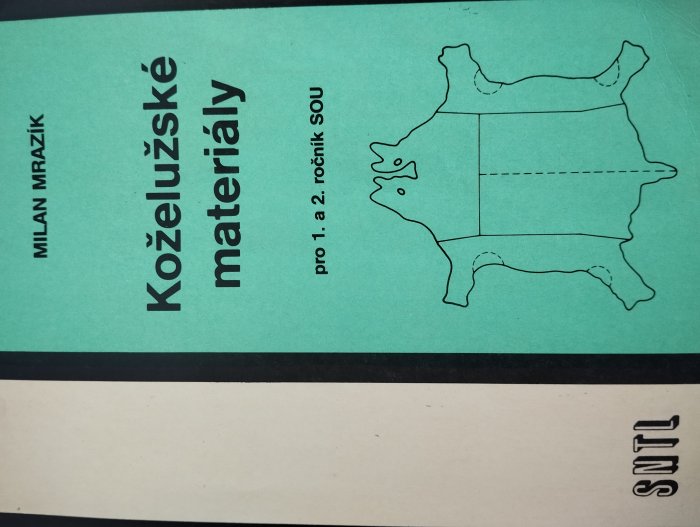 MILAN MRAZÍK
Koželužské
materiály
pro 1. a 2. ročník SOU
SNTL